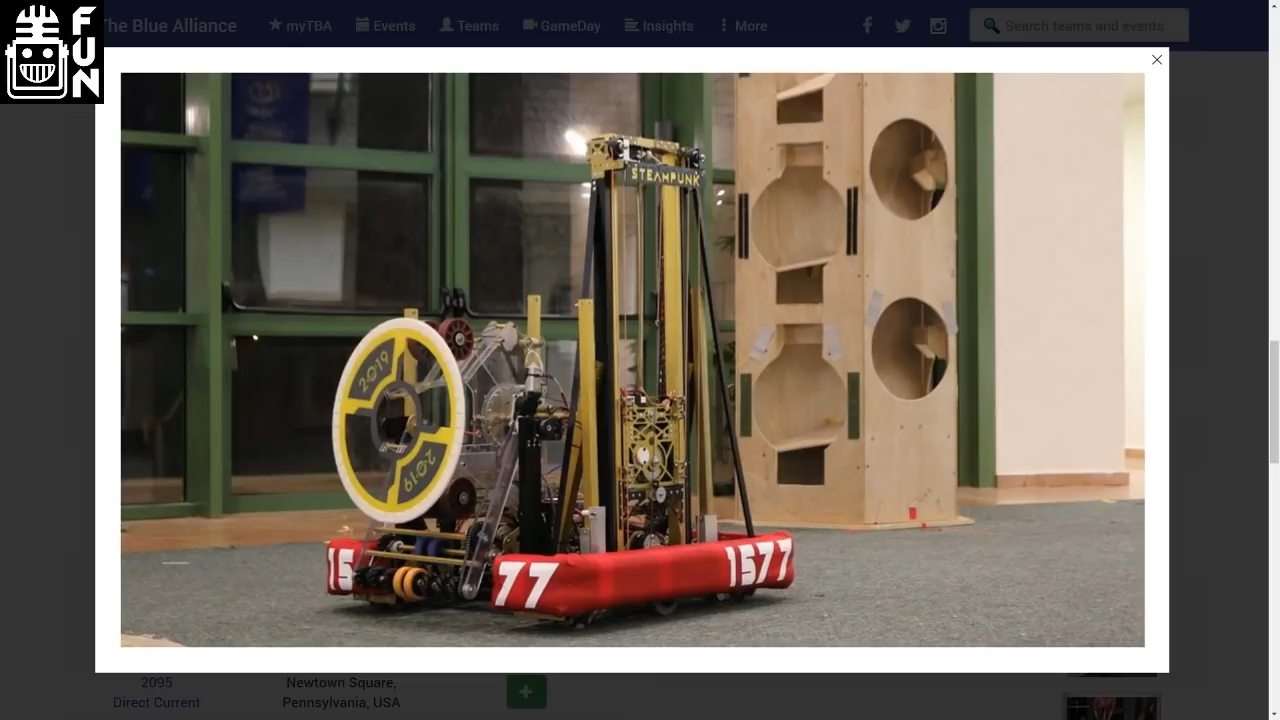 FUN
The Blue Alliance
myTBA
Events
Teams
GameDay
Insights
More
Search teams and events
STEAMPUNK
2019
2019
15
77
1577
2095
Newtown Square,
Direct Current
Pennsylvania, USA